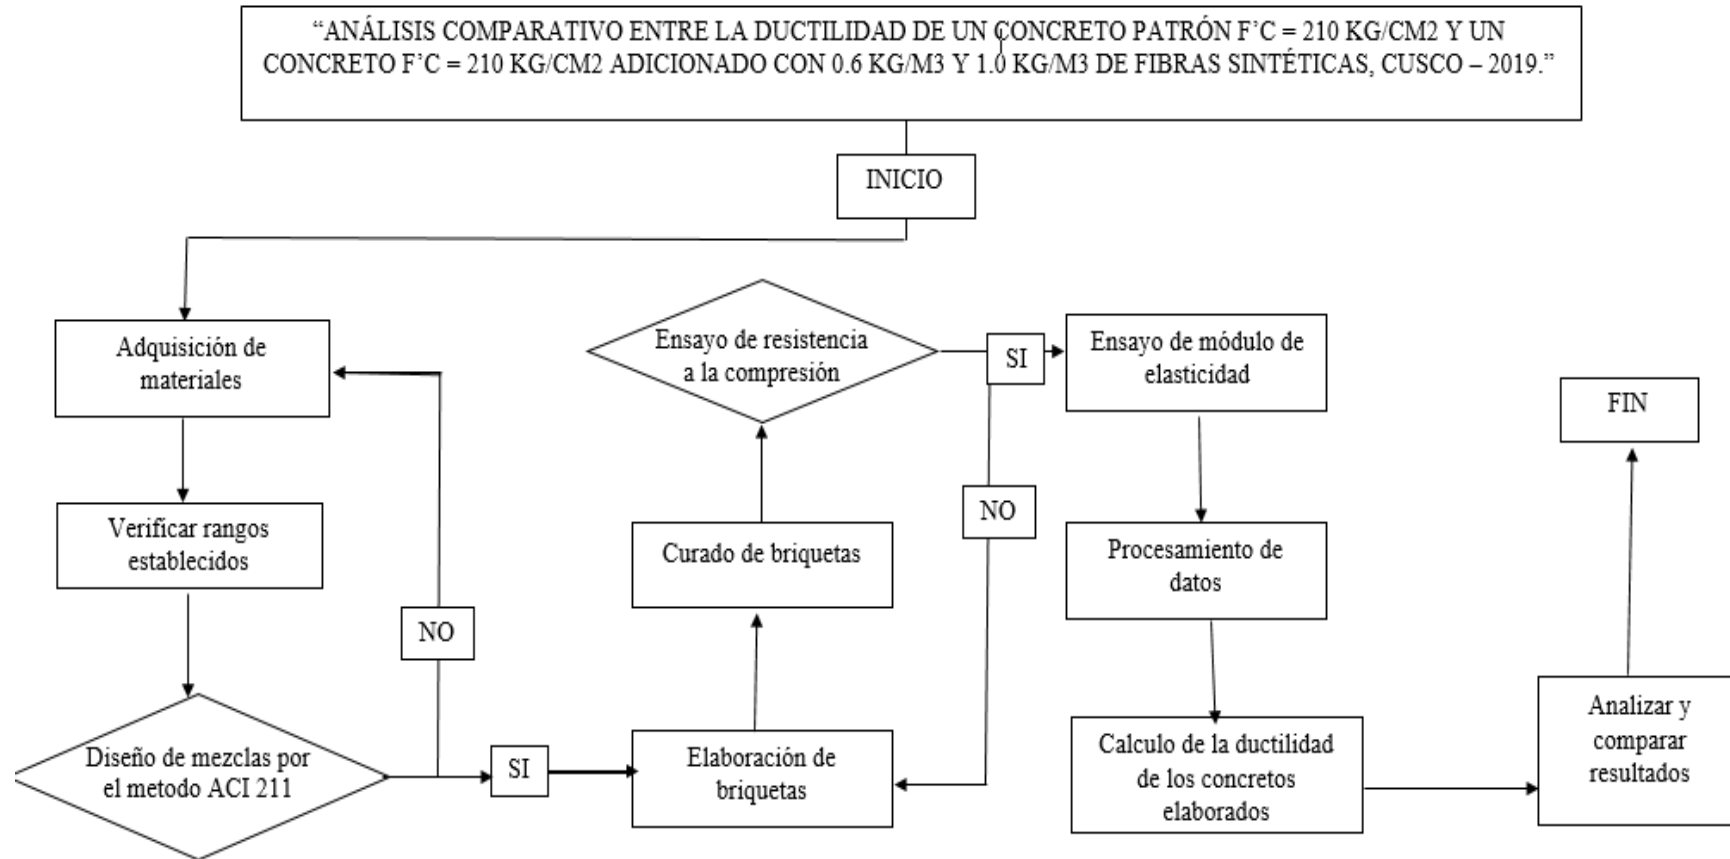 “ANÁLISIS COMPARATIVO ENTRE LA DUCTILIDAD DE UN CONCRETO PATRÓN F’C = 210 KG/CM2 Y UN
CONCRETO F’C = 210 KG/CM2 ADICIONADO CON 0.6 KG/M3 Y 1.0 KG/M3 DE FIBRAS SINTÉTICAS, CUSCO – 2019.”
INICIO
Adquisición de
materiales
Verificar rangos
establecidos
Diseño de mezclas por
el metodo ACI 211
NO
SI
Elaboración de
briquetas
Curado de briquetas
Ensayo de resistencia
a la compresión
SI
NO
Ensayo de módulo de
elasticidad
Procesamiento de
datos
Calculo de la ductilidad
de los concretos
elaborados
Analizar y
comparar
resultados
FIN